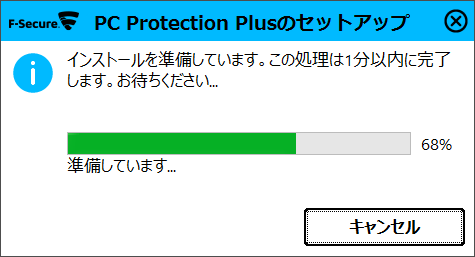 F-Secure PC Protection Plusのセットアップ
インストールを準備しています。この処理は1分以内に完了
します。お待ちください...
68%
準備しています...
キャンセル